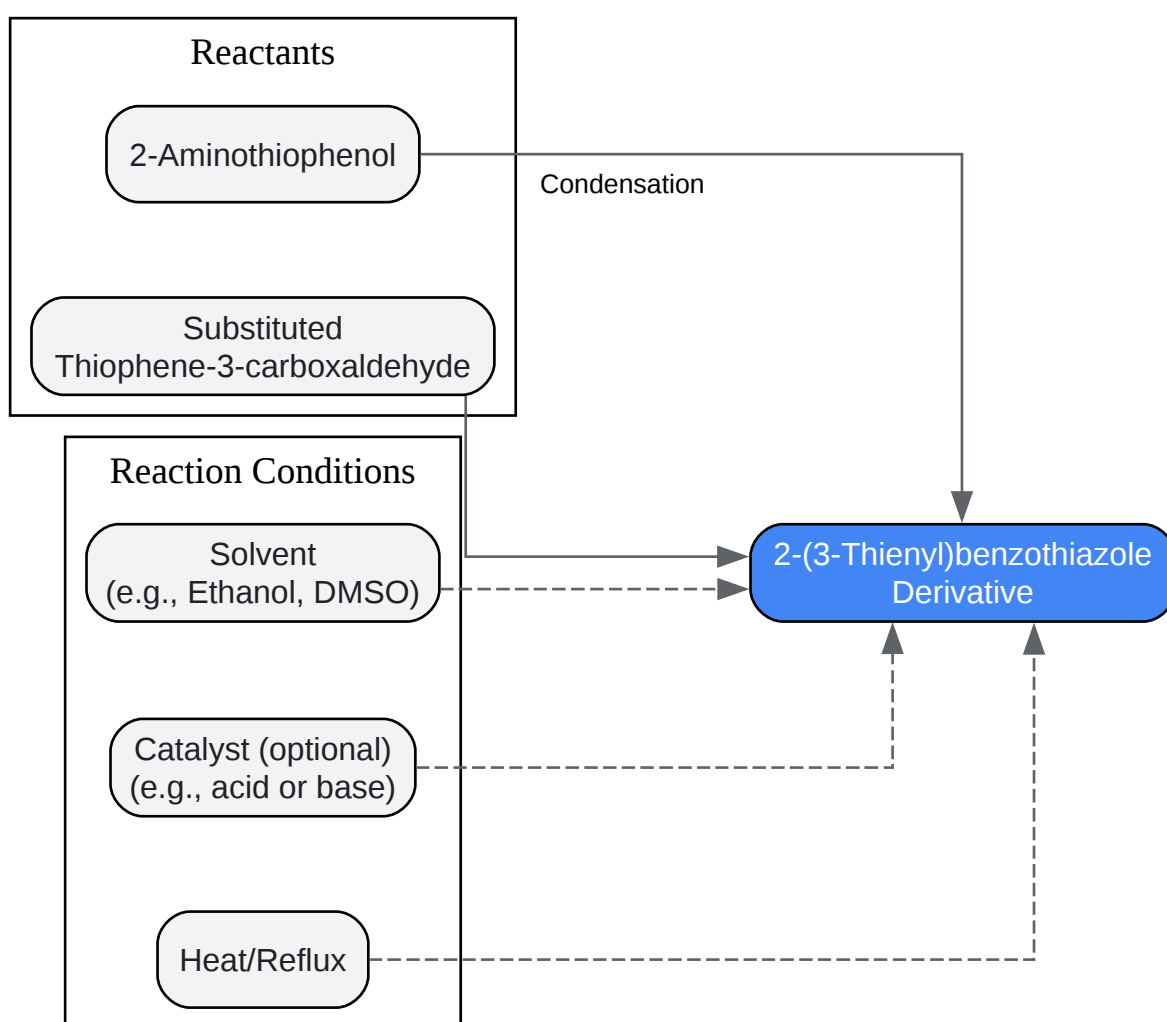 Reactants
2-Aminothiophenol
Condensation
Substituted
Thiophene-3-carboxaldehyde
Reaction Conditions
Solvent
(e.g., Ethanol, DMSO)
2-(3-Thienyl)benzothiazole
Derivative
Catalyst (optional)
(e.g., acid or base)
Heat/Reflux